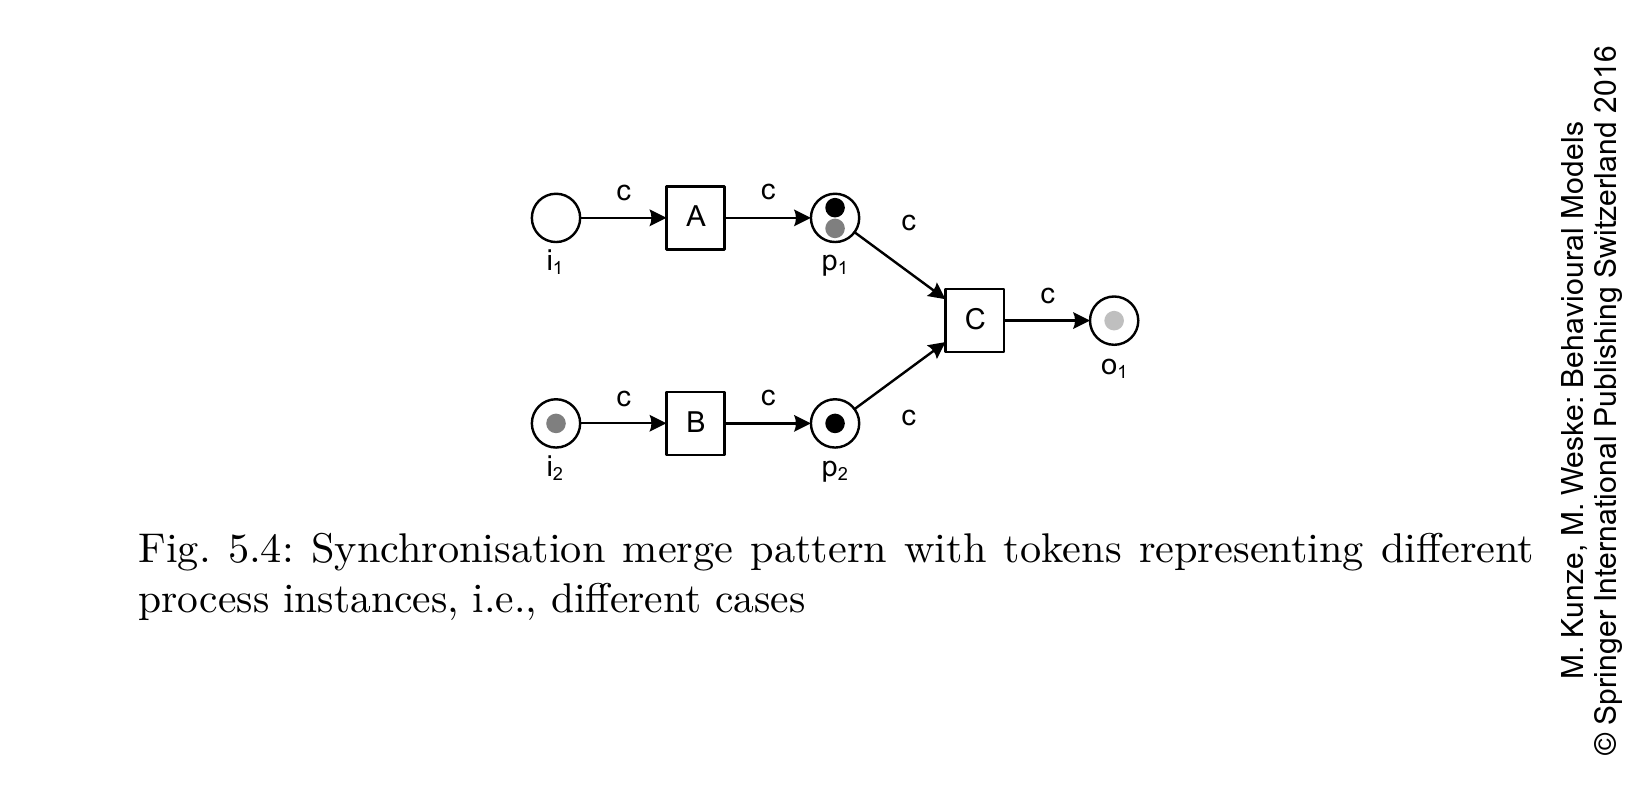 c
c
A
c
i₁
p₁
c
C
o₁
c
c
B
c
i₂
p₂
Fig. 5.4: Synchronisation merge pattern with tokens representing different
process instances, i.e., different cases
M. Kunze, M. Weske: Behavioural Models
© Springer International Publishing Switzerland 2016